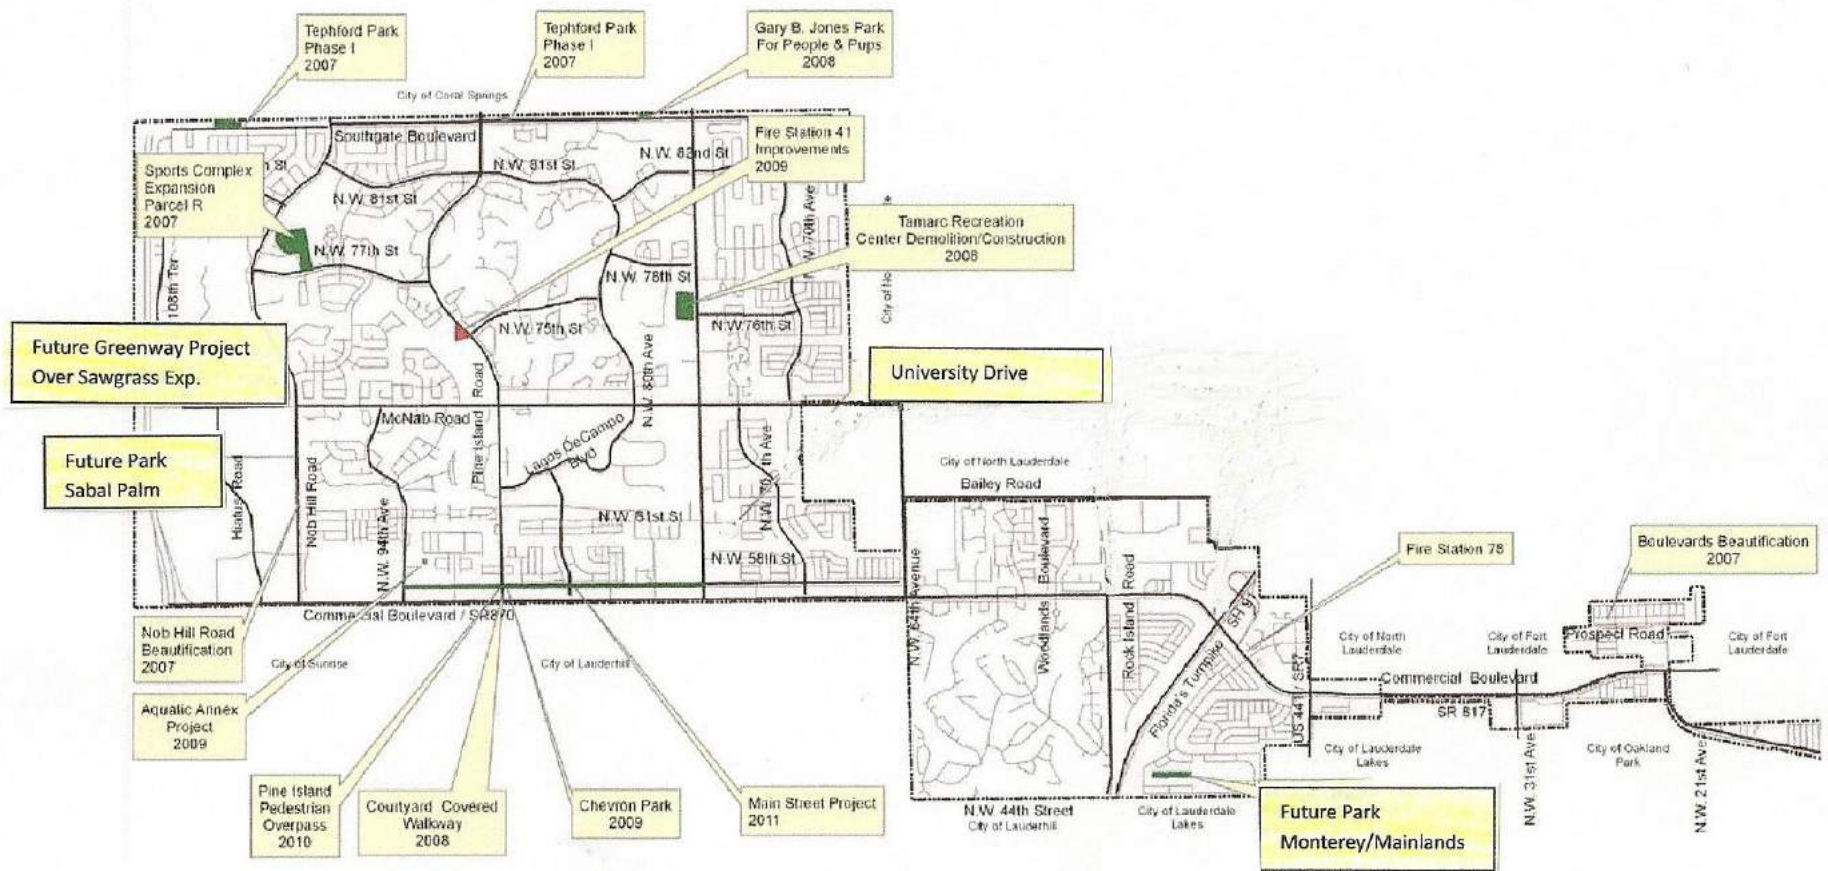 Tephford Park
Phase I
2007
Tephford Park
Phase I
2007
Gary B. Jones Park
For People & Pups
2008
City of Coral Springs
Southgate Boulevard
Fire Station 41
Improvements
2009
N.W. 82nd St
N.W. 81st St
Sports Complex
Expansion
Parcel R
2007
N.W. 81st St
N.W. 70th Ave
Tamarc Recreation
Center Demolition/Construction
2008
N.W. 77th St
N.W. 78th St
108th Ter
N.W. 75th St
N.W. 76th St
Future Greenway Project
Over Sawgrass Exp.
N.W. 80th Ave
University Drive
McNab Road
Pine Island Road
Lagos DeCampo
Blvd
Future Park
Sabal Palm
Hiatus Road
Nob Hill Road
N.W. 94th Ave
N.W. 70th Ave
City of North Lauderdale
Bailey Road
N.W. 61st St
N.W. 58th St
N.W. 64th Avenue
Woodlands Boulevard
Rock Island Road
Fire Station 78
Boulevards Beautification
2007
SR 91
Florida's Turnpike
US 441 / SR7
Commercial Boulevard / SR870
Nob Hill Road
Beautification
2007
City of Sunrise
City of Lauderhill
City of North
Lauderdale
City of Fort
Lauderdale
Prospect Road
City of Fort
Lauderdale
Commercial Boulevard
SR 817
Aquatic Annex
Project
2009
City of Lauderdale
Lakes
N.W. 31st Ave
City of Oakland
Park
N.W. 21st Ave
Pine Island
Pedestrian
Overpass
2010
Courtyard Covered
Walkway
2008
Chevron Park
2009
Main Street Project
2011
N.W. 44th Street
City of Lauderhill
City of Lauderdale
Lakes
Future Park
Monterey/Mainlands